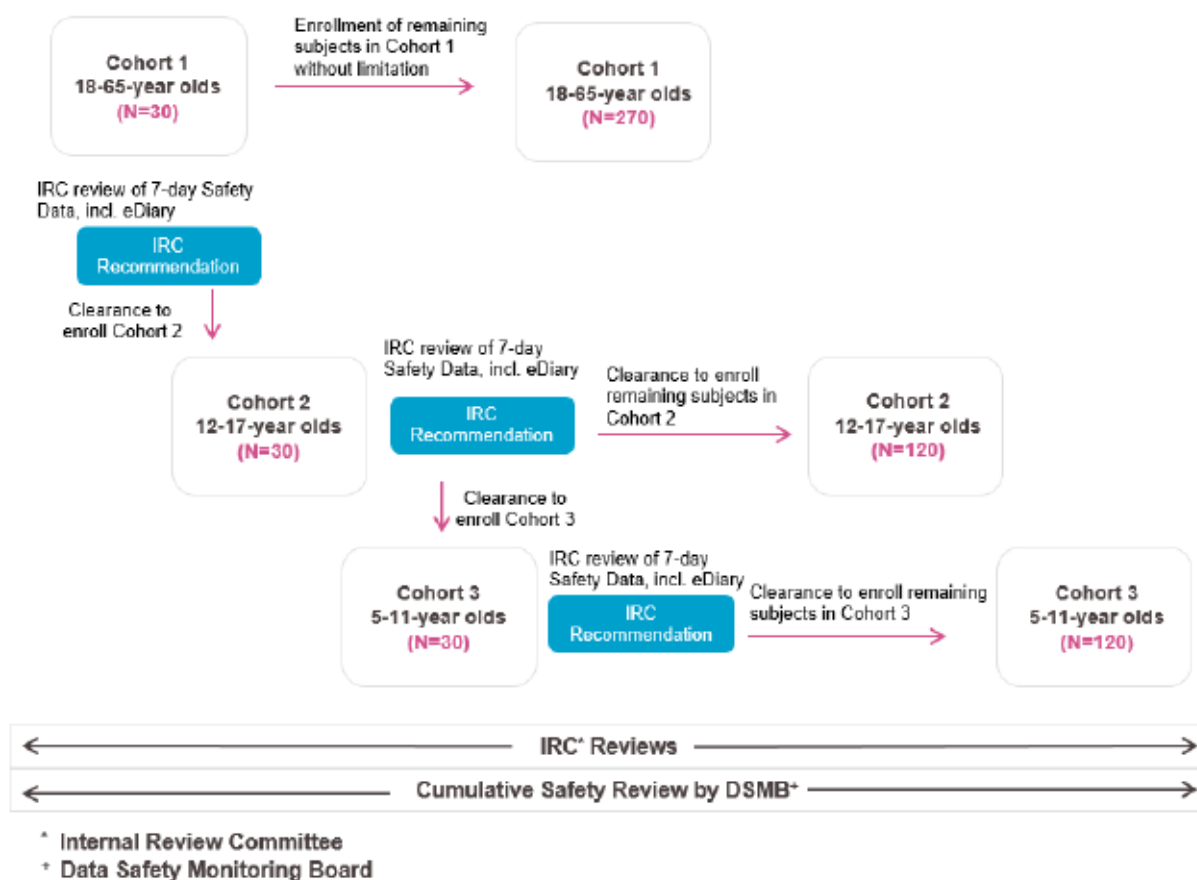 Cohort 1
18-65-year olds
(N=30)
Enrollment of remaining
subjects in Cohort 1
without limitation
Cohort 1
18-65-year olds
(N=270)
IRC review of 7-day Safety
Data, incl. eDiary
IRC
Recommendation
Clearance to
enroll Cohort 2
Cohort 2
12-17-year olds
(N=30)
IRC review of 7-day
Safety Data, incl. eDiary
IRC
Recommendation
Clearance to enroll
remaining subjects in
Cohort 2
Cohort 2
12-17-year olds
(N=120)
Clearance to
enroll Cohort 3
Cohort 3
5-11-year olds
(N=30)
IRC review of 7-day
Safety Data, incl. eDiary
IRC
Recommendation
Clearance to enroll remaining
subjects in Cohort 3
Cohort 3
5-11-year olds
(N=120)
IRC* Reviews
Cumulative Safety Review by DSMB+
* Internal Review Committee
+ Data Safety Monitoring Board